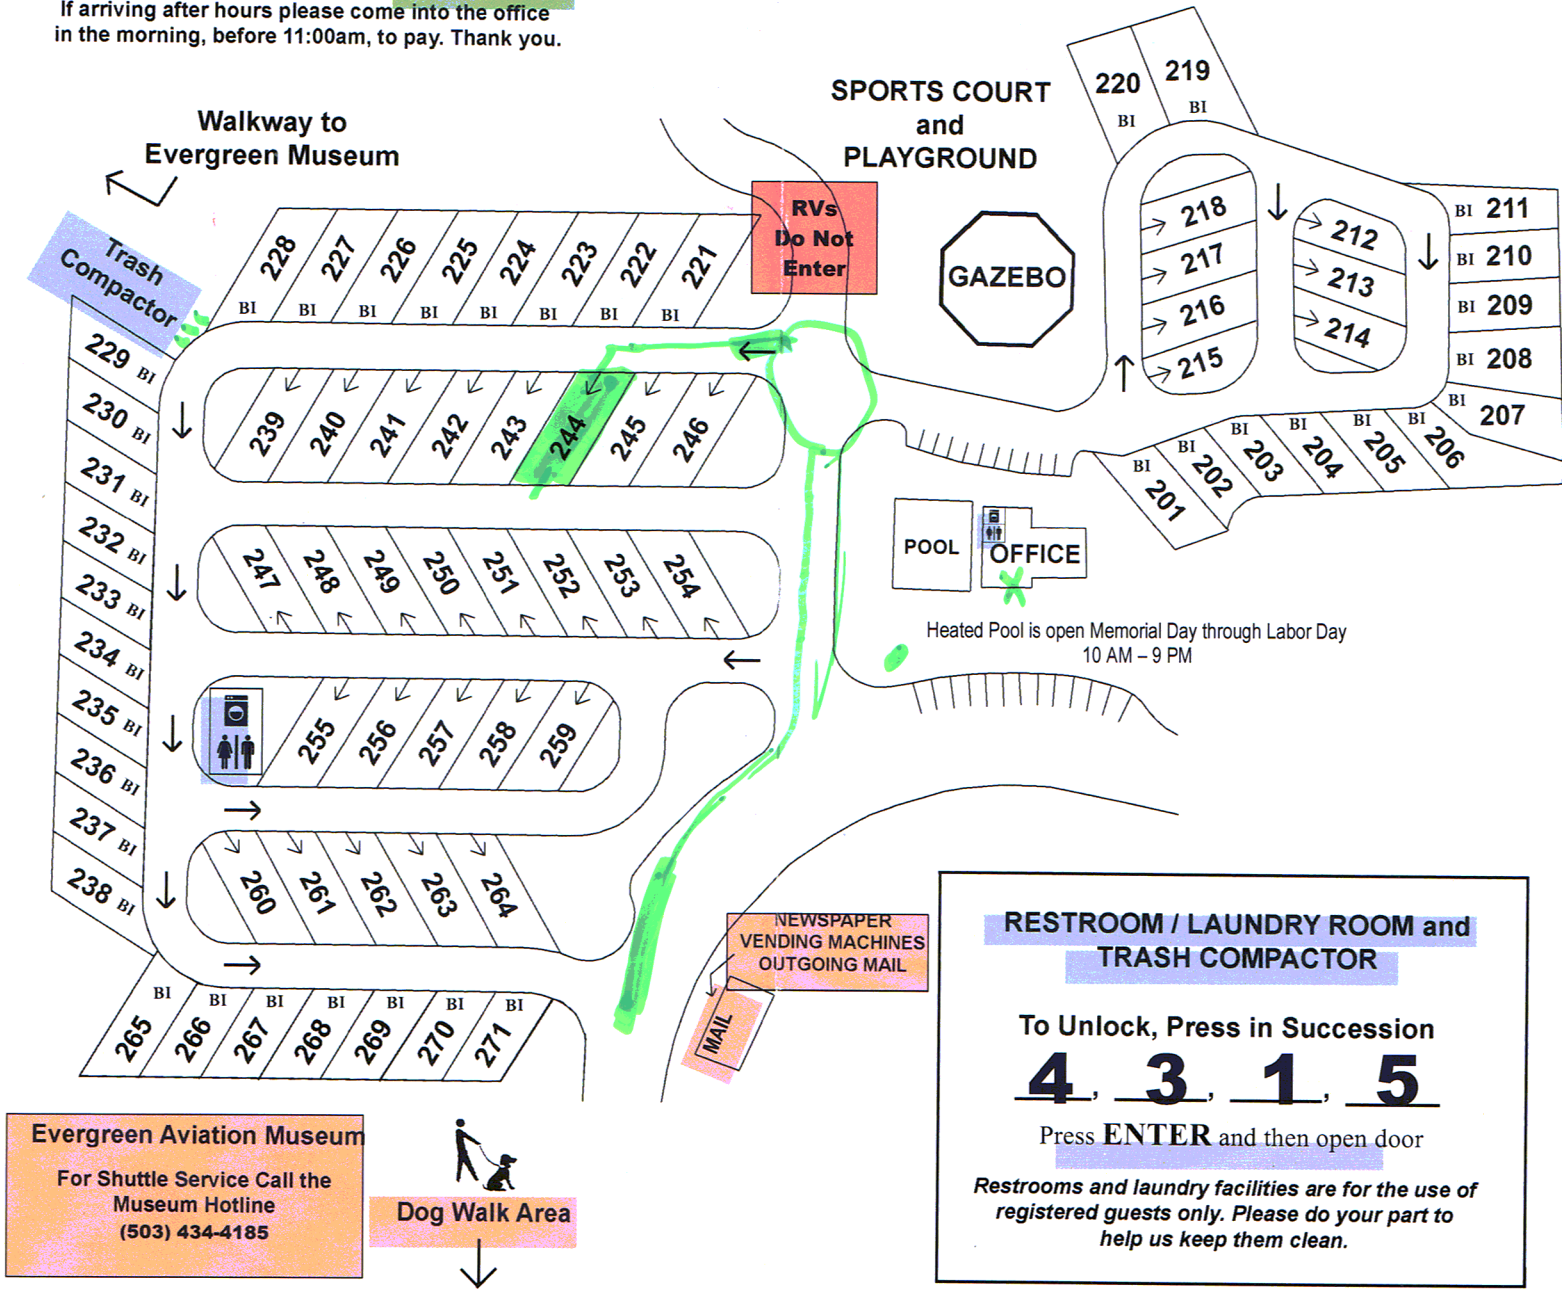 If arriving after hours please come into the office
in the morning, before 11:00am, to pay. Thank you.
Walkway to
Evergreen Museum
Trash
Compactor
SPORTS COURT
and
PLAYGROUND
RVs
Do Not
Enter
GAZEBO
220
BI
219
BI
228
BI
227
BI
226
BI
225
BI
224
BI
223
BI
222
BI
221
BI
218
217
216
215
212
213
214
211
BI
210
BI
209
BI
208
BI
207
BI
229 BI
230 BI
231 BI
232 BI
233 BI
234 BI
235 BI
236 BI
237 BI
238 BI
239
240
241
242
243
244
245
246
BI
201
BI
202
BI
203
BI
204
BI
205
BI
206
247
248
249
250
251
252
253
254
POOL
OFFICE
Heated Pool is open Memorial Day through Labor Day
10 AM – 9 PM
255
256
257
258
259
260
261
262
263
264
NEWSPAPER
VENDING MACHINES
OUTGOING MAIL
MAIL
BI
265
BI
266
BI
267
BI
268
BI
269
BI
270
BI
271
RESTROOM / LAUNDRY ROOM and
TRASH COMPACTOR
To Unlock, Press in Succession
4, 3, 1, 5
Press ENTER and then open door
Restrooms and laundry facilities are for the use of
registered guests only. Please do your part to
help us keep them clean.
Evergreen Aviation Museum
For Shuttle Service Call the
Museum Hotline
(503) 434-4185
Dog Walk Area